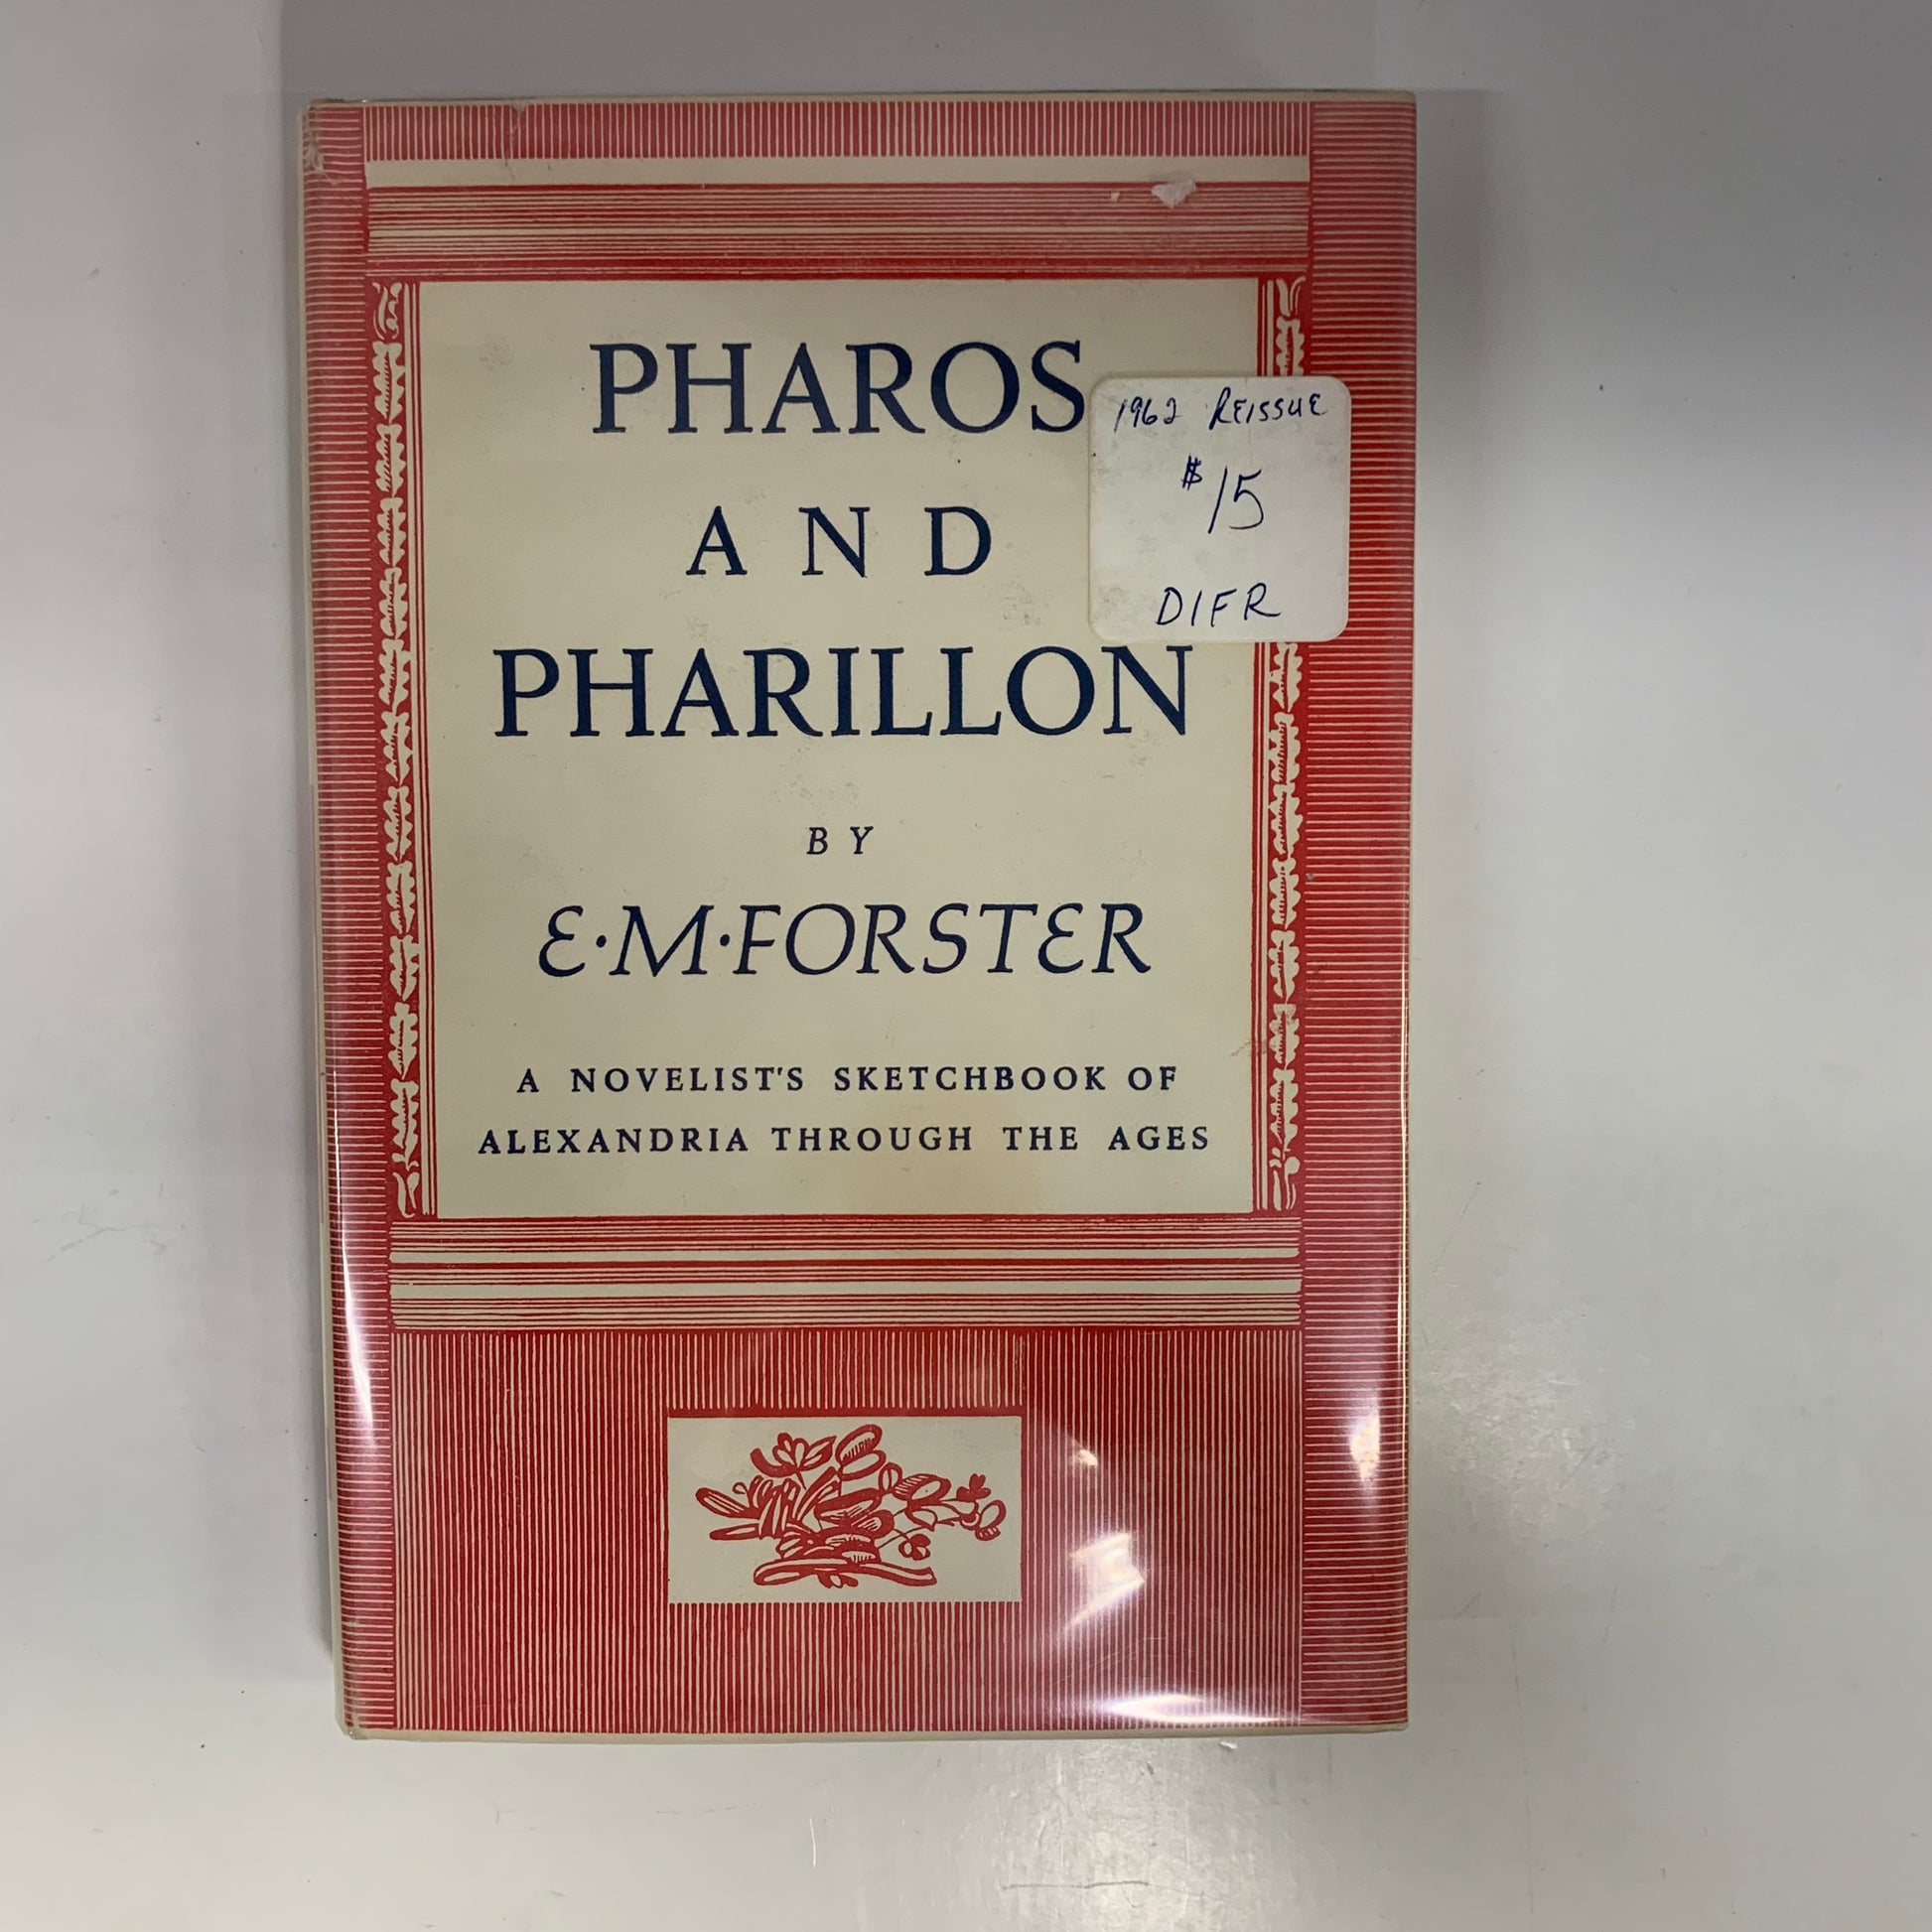 PHAROS
AND
PHARILLON
BY
E·M·FORSTER
A NOVELIST'S SKETCHBOOK OF
ALEXANDRIA THROUGH THE AGES
1962 REISSUE
$15
DIFR